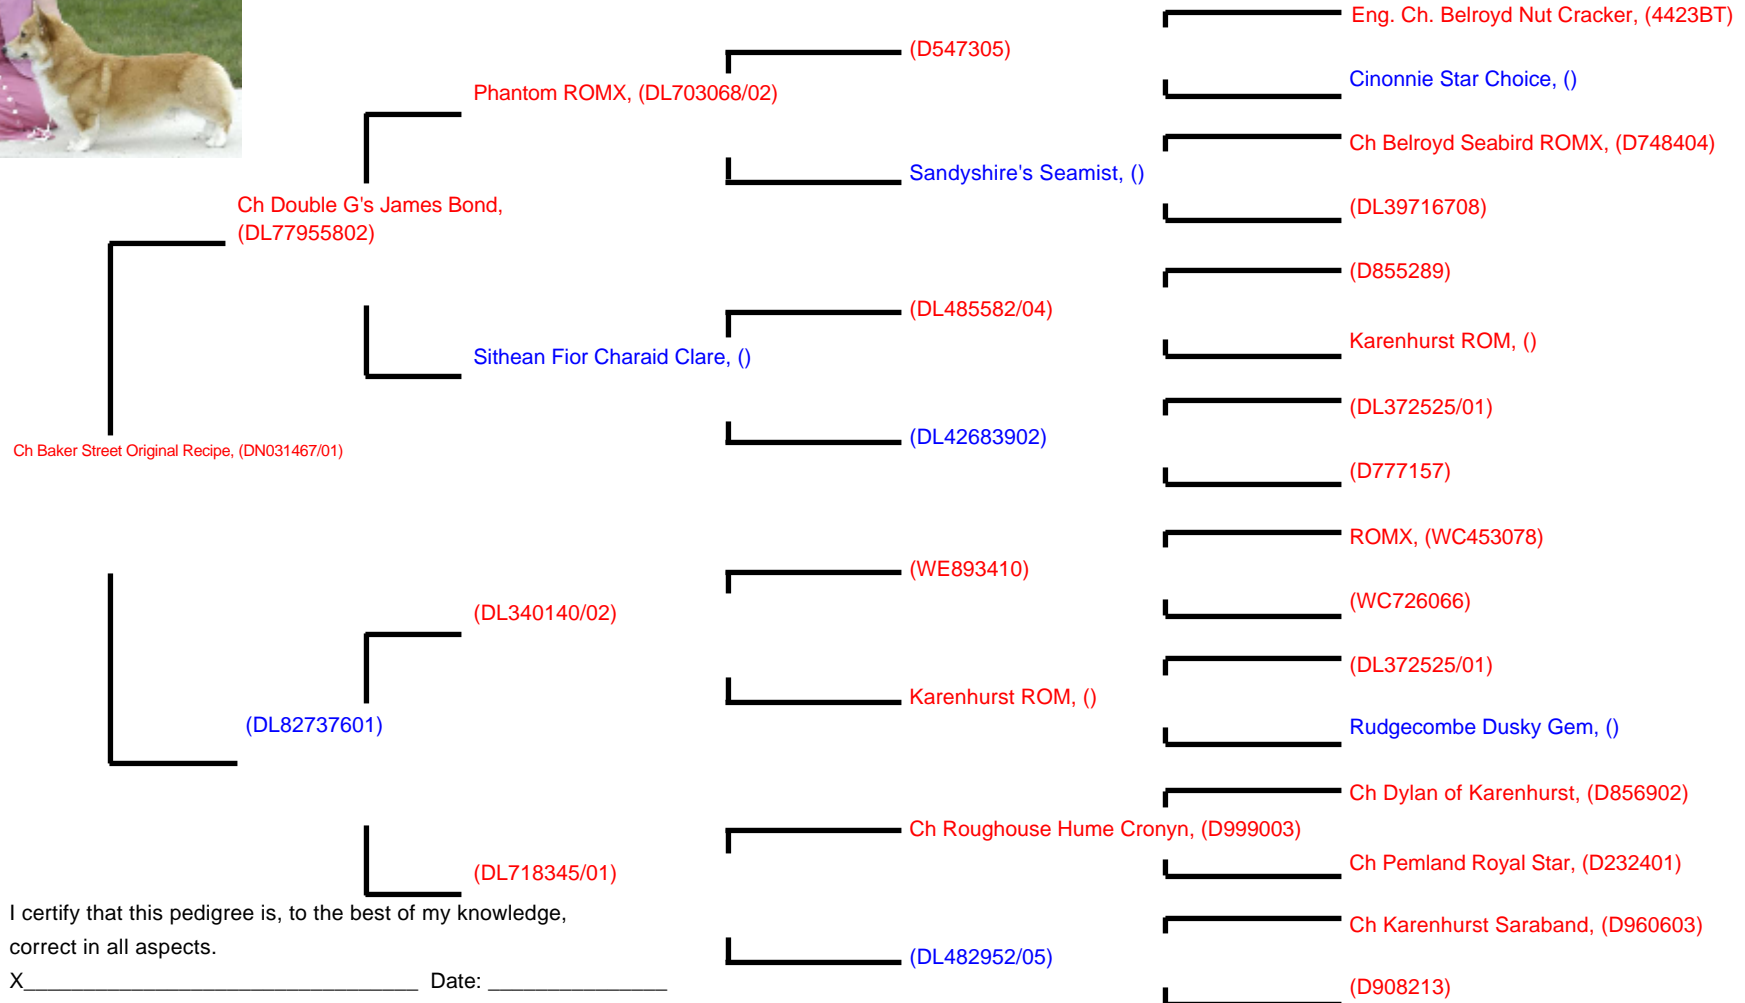 Eng. Ch. Belroyd Nut Cracker, (4423BT)
(D547305)
Cinonnie Star Choice, ()
Phantom ROMX, (DL703068/02)
Ch Belroyd Seabird ROMX, (D748404)
Sandyshire's Seamist, ()
Ch Double G's James Bond,
(DL77955802)
(DL39716708)
(D855289)
(DL485582/04)
Karenhurst ROM, ()
Sithean Fior Charaid Clare, ()
(DL372525/01)
(DL42683902)
Ch Baker Street Original Recipe, (DN031467/01)
(D777157)
ROMX, (WC453078)
(WE893410)
(WC726066)
(DL340140/02)
(DL372525/01)
Karenhurst ROM, ()
(DL82737601)
Rudgecombe Dusky Gem, ()
Ch Dylan of Karenhurst, (D856902)
Ch Roughouse Hume Cronyn, (D999003)
Ch Pemland Royal Star, (D232401)
(DL718345/01)
Ch Karenhurst Saraband, (D960603)
(DL482952/05)
(D908213)
I certify that this pedigree is, to the best of my knowledge,
correct in all aspects.
X_________________________________ Date: _______________